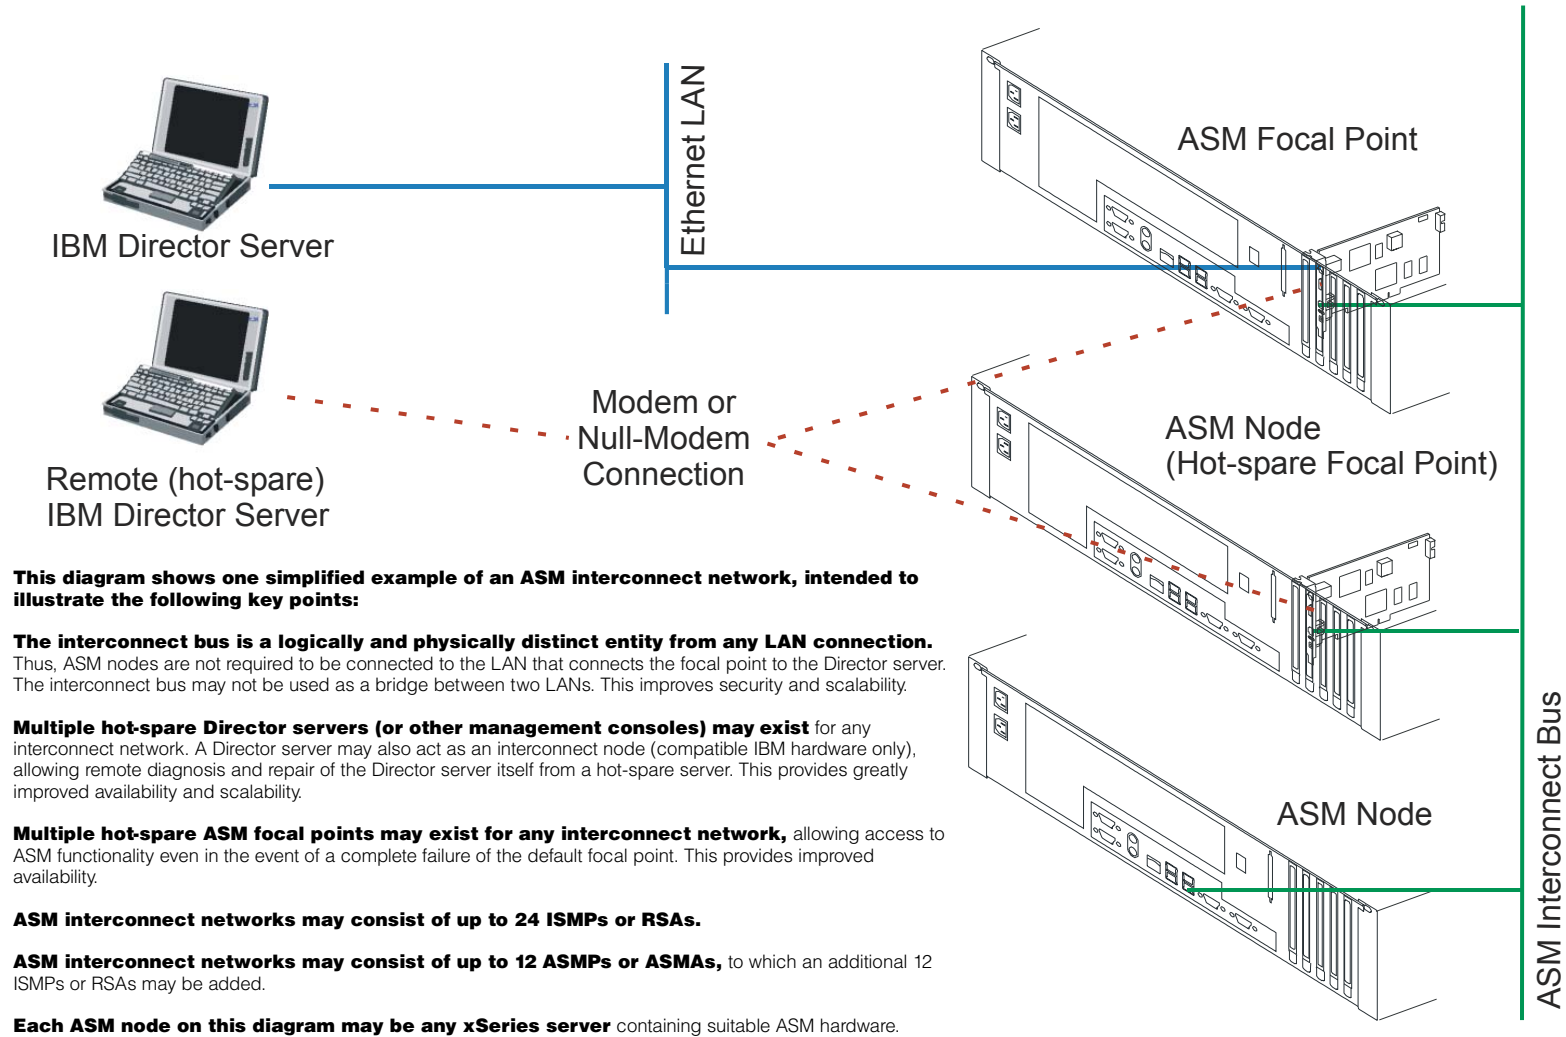 Ethernet LAN
ASM Focal Point
IBM Director Server
Modem or
Null-Modem
Connection
ASM Node
(Hot-spare Focal Point)
Remote (hot-spare)
IBM Director Server
ASM Node
ASM Interconnect Bus
This diagram shows one simplified example of an ASM interconnect network, intended to
illustrate the following key points:
The interconnect bus is a logically and physically distinct entity from any LAN connection.
Thus, ASM nodes are not required to be connected to the LAN that connects the focal point to the Director server.
The interconnect bus may not be used as a bridge between two LANs. This improves security and scalability.
Multiple hot-spare Director servers (or other management consoles) may exist for any
interconnect network. A Director server may also act as an interconnect node (compatible IBM hardware only),
allowing remote diagnosis and repair of the Director server itself from a hot-spare server. This provides greatly
improved availability and scalability.
Multiple hot-spare ASM focal points may exist for any interconnect network, allowing access to
ASM functionality even in the event of a complete failure of the default focal point. This provides improved
availability.
ASM interconnect networks may consist of up to 24 ISMPs or RSAs.
ASM interconnect networks may consist of up to 12 ASMPs or ASMAs, to which an additional 12
ISMPs or RSAs may be added.
Each ASM node on this diagram may be any xSeries server containing suitable ASM hardware.